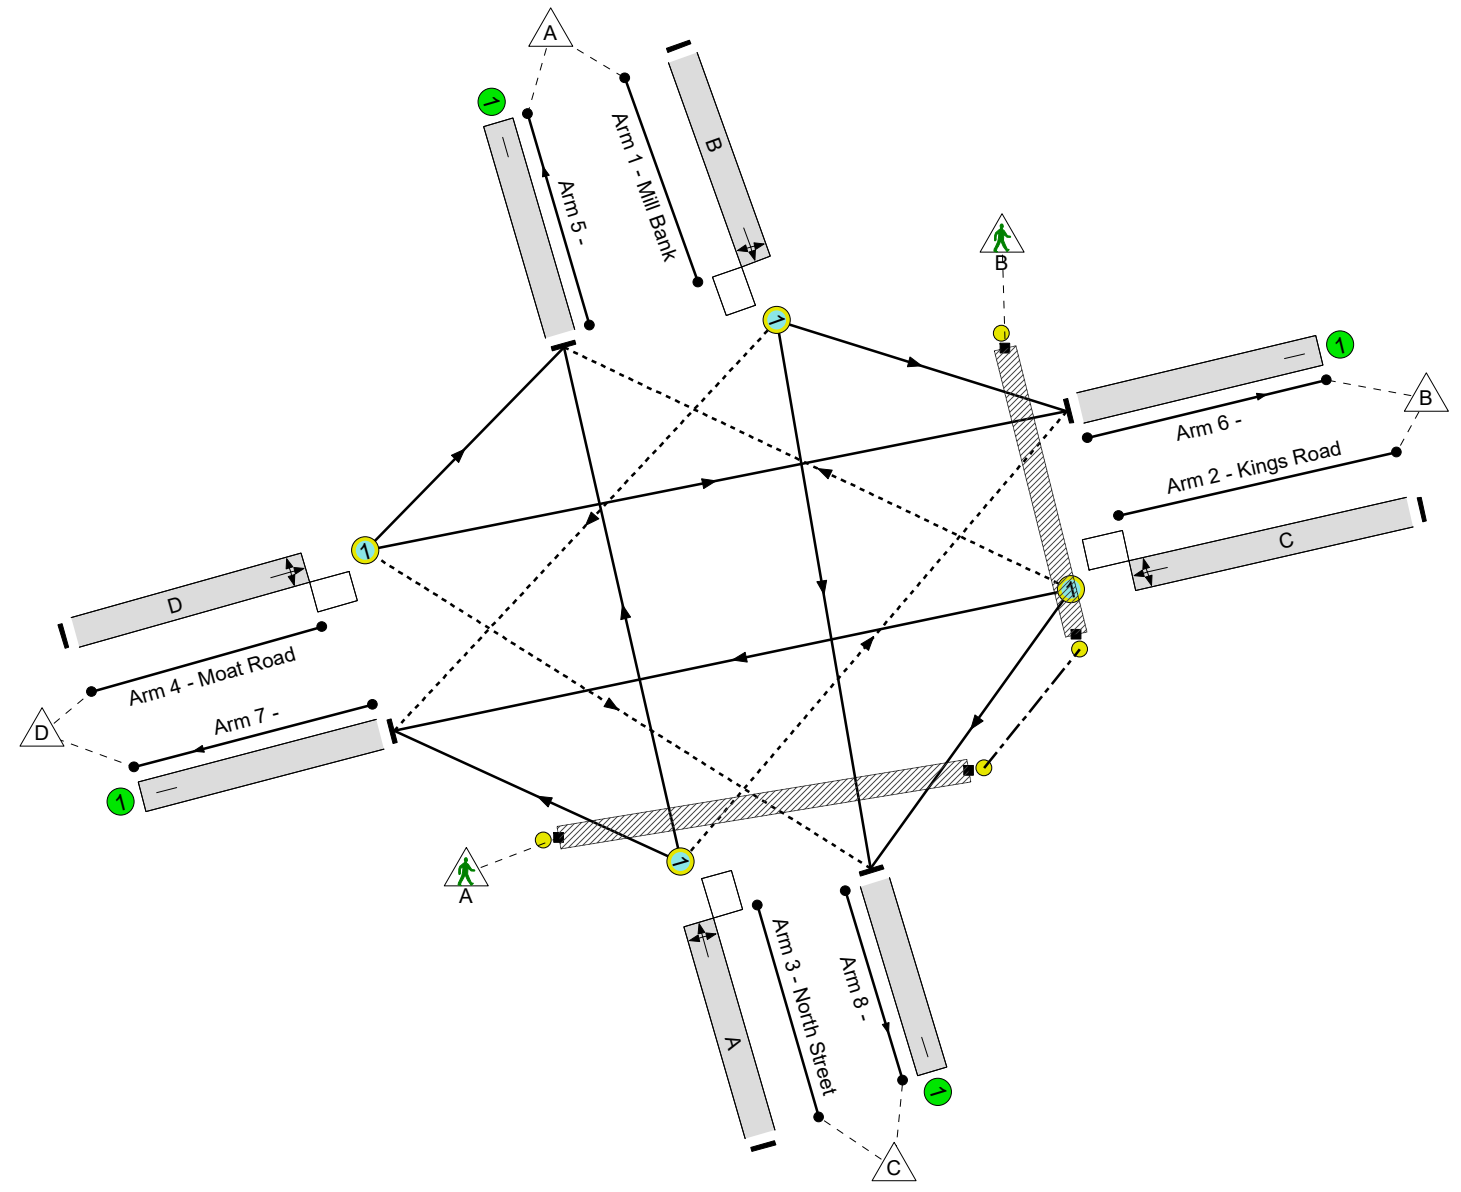 A
1
Arm 5 -
Arm 1 - Mill Bank
B
B
1
1
Arm 6 -
B
Arm 2 - Kings Road
C
1
1
D
Arm 4 - Moat Road
Arm 7 -
D
1
A
1
Arm 3 - North Street
A
Arm 8 -
1
C